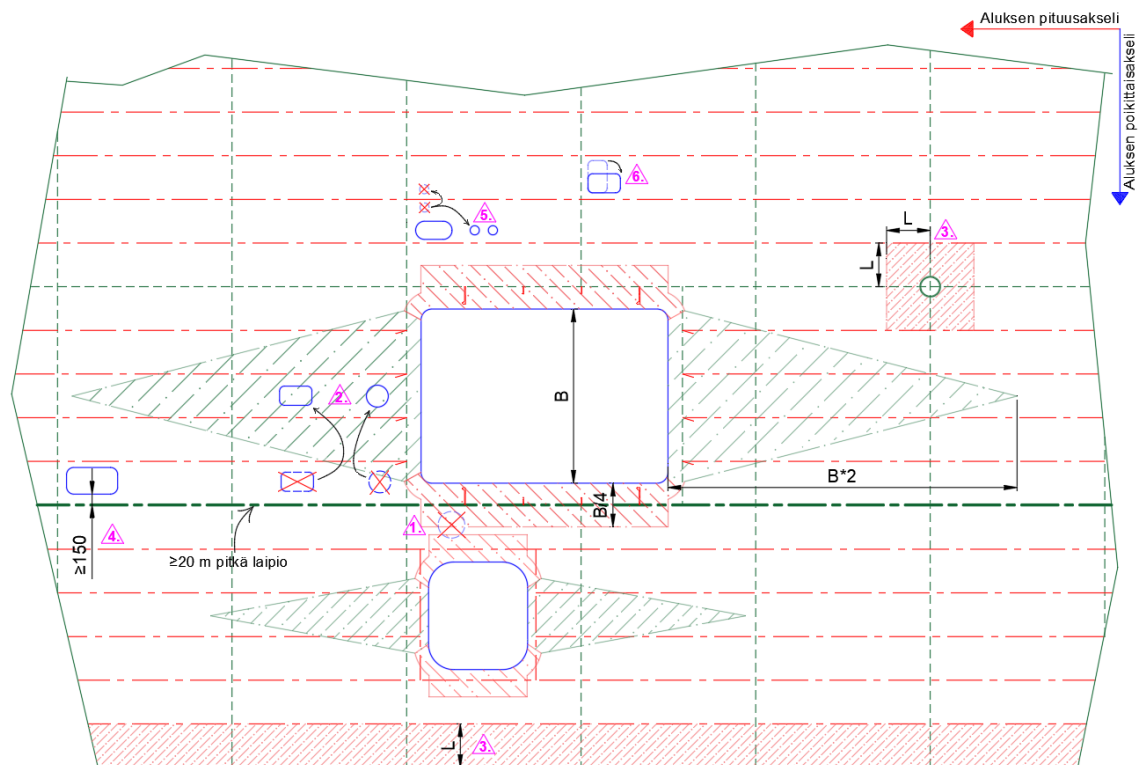 Aluksen pituusakseli
Aluksen poikittaisakseli
6.
5.
L
3.
L
B
2.
B*2
B/4
1.
≥150
4.
≥20 m pitkä laipio
L
3.